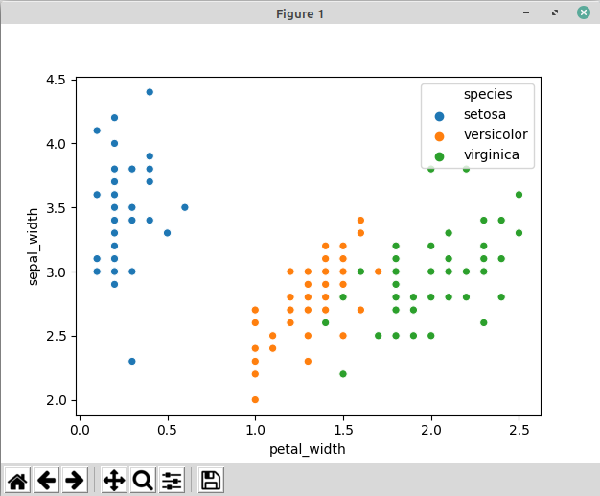 Figure 1
species
setosa
versicolor
virginica
4.5
4.0
3.5
3.0
2.5
2.0
sepal_width
0.0 0.5 1.0 1.5 2.0 2.5
petal_width